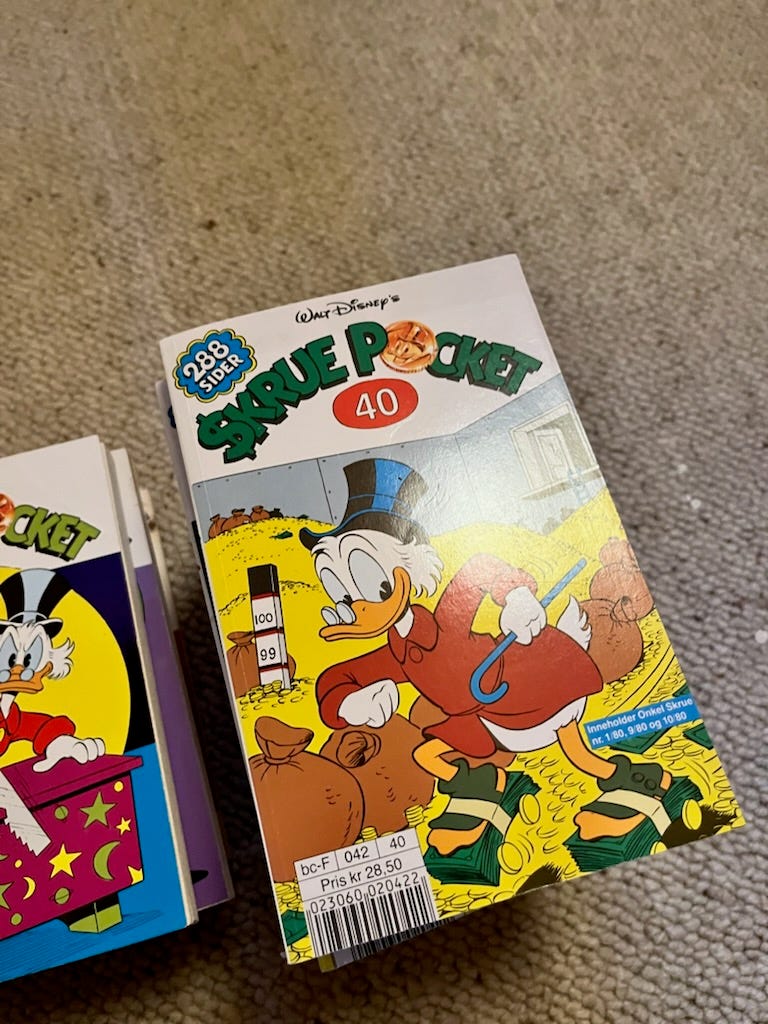 WALT DISNEY'S
288
SIDER
$KRUE POCKET
40
100
99
Inneholder Onkel Skrue
nr. 1/80, 9/80 og 10/80
bc-F 042 40
Pris kr 28,50
023060 020422
CKET